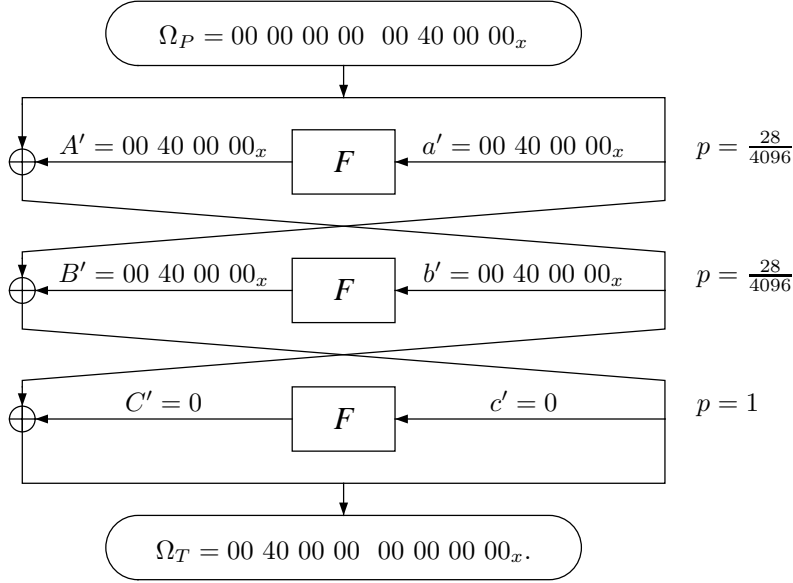 Ω_P = 00 00 00 00 00 40 00 00_x
A′ = 00 40 00 00_x F a′ = 00 40 00 00_x p = 28/4096
B′ = 00 40 00 00_x F b′ = 00 40 00 00_x p = 28/4096
C′ = 0 F c′ = 0 p = 1
Ω_T = 00 40 00 00 00 00 00 00_x.